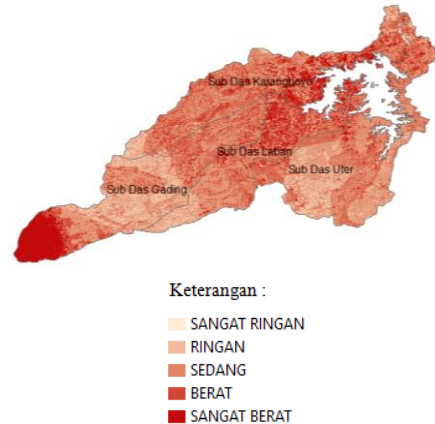 Sub Das Karangboyo
Sub Das Laban
Sub Das Uter
Sub Das Gading
Keterangan :
SANGAT RINGAN
RINGAN
SEDANG
BERAT
SANGAT BERAT